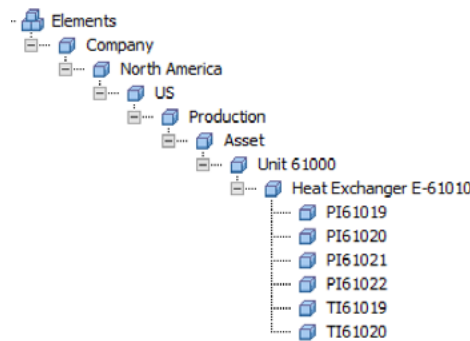 Elements
Company
North America
US
Production
Asset
Unit 61000
Heat Exchanger E-61010
PI61019
PI61020
PI61021
PI61022
TI61019
TI61020